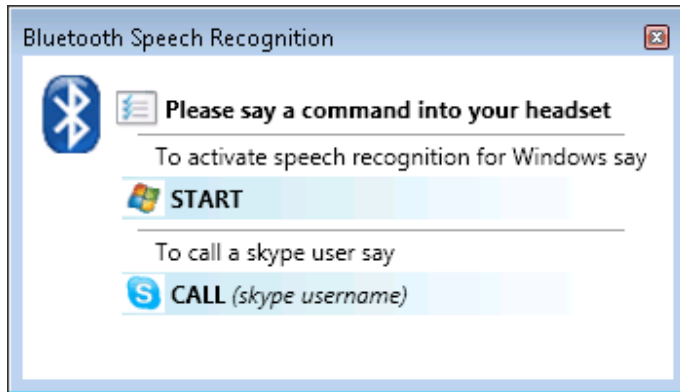 Bluetooth Speech Recognition
Please say a command into your headset
To activate speech recognition for Windows say
START
To call a skype user say
CALL (skype username)